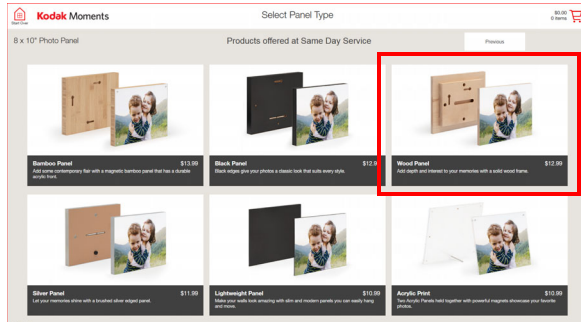 Start Over
Kodak Moments
Select Panel Type
$0.00
0 items
8 x 10" Photo Panel
Products offered at Same Day Service
Previous
Bamboo Panel $13.99
Add some contemporary flair with a magnetic bamboo panel that has a durable
acrylic front.
Black Panel $12.9
Black edges give your photos a classic look that suits every style.
Wood Panel $12.99
Add depth and interest to your memories with a solid wood frame.
Silver Panel $11.99
Let your memories shine with a brushed silver edged panel.
Lightweight Panel $10.99
Make your walls look amazing with slim and modern panels you can easily hang
and move.
Acrylic Print $10.99
Two Acrylic Panels held together with powerful magnets showcase your favorite
photos.